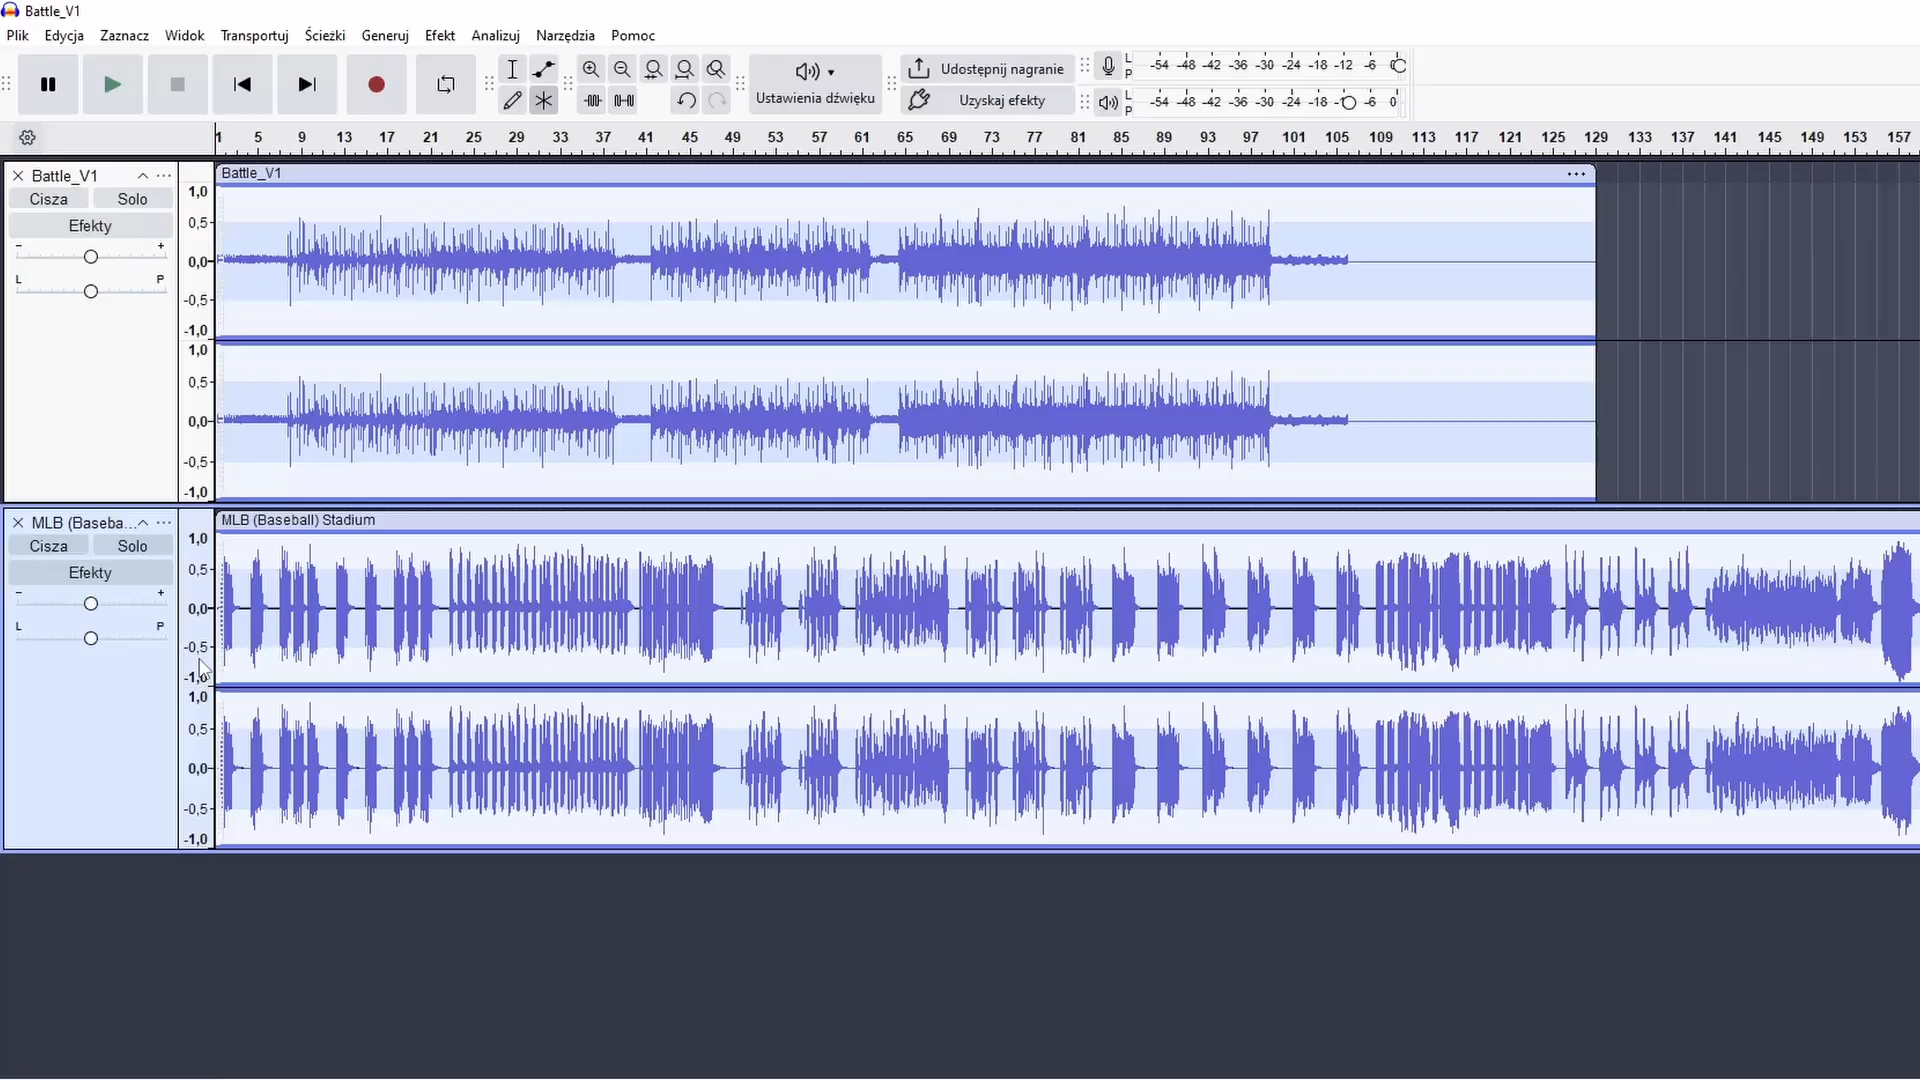 Battle_V1
Plik Edycja Zaznacz Widok Transportuj Ścieżki Generuj Efekt Analizuj Narzędzia Pomoc
Ustawienia dźwięku
Udostępnij nagranie
Uzyskaj efekty
L
P
-54 -48 -42 -36 -30 -24 -18 -12 -6
L
P
-54 -48 -42 -36 -30 -24 -18 -6 0
1 5 9 13 17 21 25 29 33 37 41 45 49 53 57 61 65 69 73 77 81 85 89 93 97 101 105 109 113 117 121 125 129 133 137 141 145 149 153 157
Battle_V1
Cisza Solo
Efekty
- +
L P
Battle_V1
1,0
0,5
0,0
-0,5
-1,0
1,0
0,5
0,0
-0,5
-1,0
MLB (Baseba...
Cisza Solo
Efekty
- +
L P
MLB (Baseball) Stadium
1,0
0,5
0,0
-0,5
-1,0
1,0
0,5
0,0
-0,5
-1,0